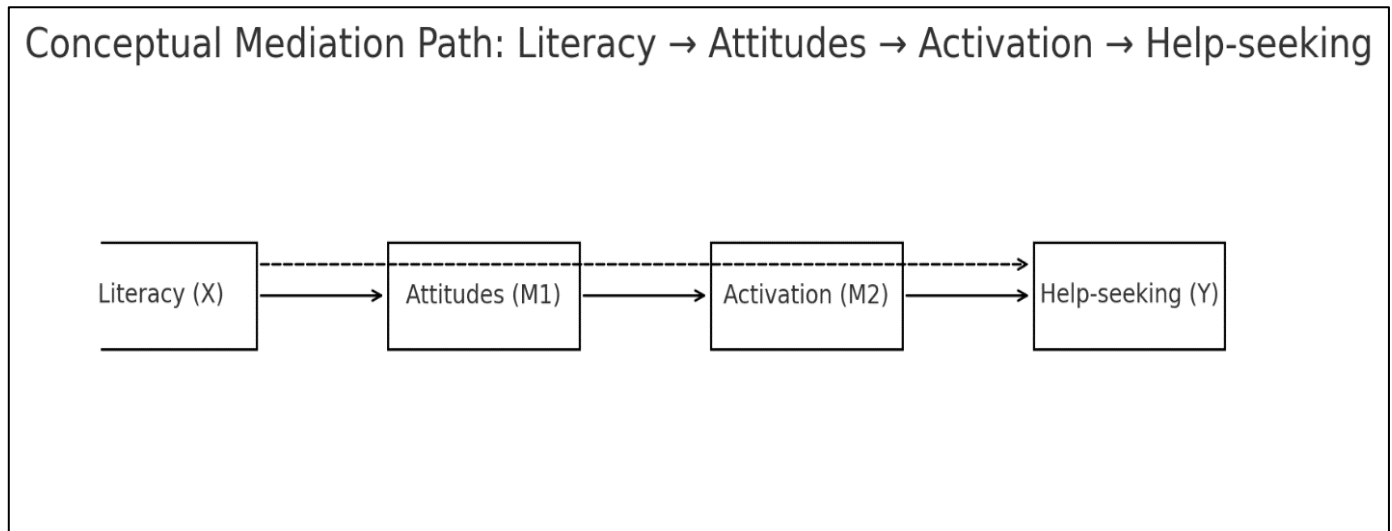 Conceptual Mediation Path: Literacy → Attitudes → Activation → Help-seeking
Literacy (X)
Attitudes (M1)
Activation (M2)
Help-seeking (Y)